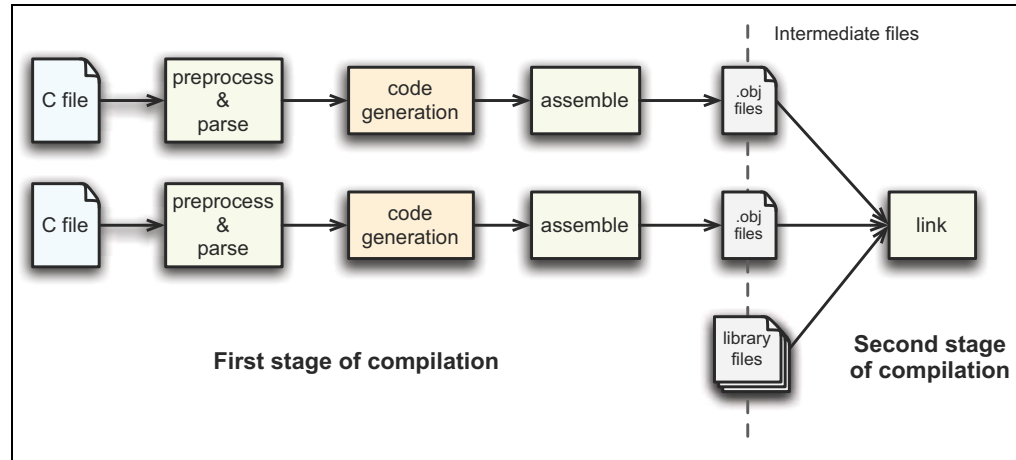 Intermediate files
C file
preprocess
&
parse
code
generation
assemble
.obj
files
C file
preprocess
&
parse
code
generation
assemble
.obj
files
link
library
files
First stage of compilation
Second stage
of compilation